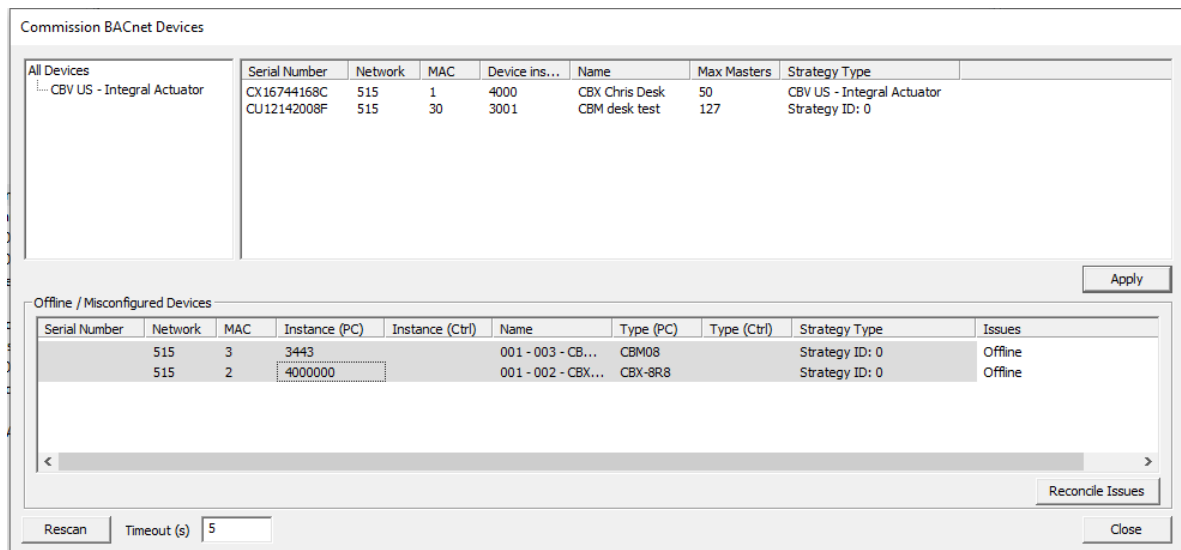 Commission BACnet Devices
All Devices
CBV US - Integral Actuator
Serial Number Network MAC Device ins... Name Max Masters Strategy Type
CX16744168C 515 1 4000 CBX Chris Desk 50 CBV US - Integral Actuator
CU12142008F 515 30 3001 CBM desk test 127 Strategy ID: 0
Apply
Offline / Misconfigured Devices
Serial Number Network MAC Instance (PC) Instance (Ctrl) Name Type (PC) Type (Ctrl) Strategy Type Issues
515 3 3443 001 - 003 - CB... CBM08 Strategy ID: 0 Offline
515 2 4000000 001 - 002 - CBX... CBX-8R8 Strategy ID: 0 Offline
Reconcile Issues
Rescan Timeout (s) 5 Close